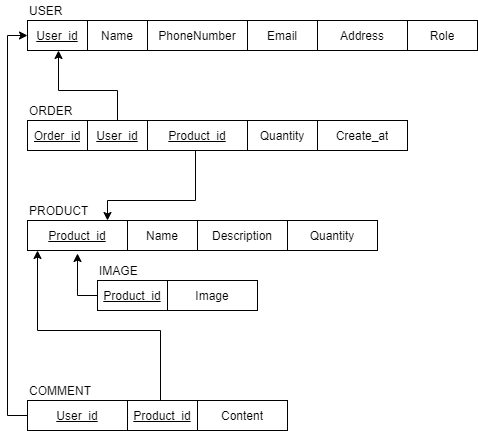 USER
User_id Name PhoneNumber Email Address Role
ORDER
Order_id User_id Product_id Quantity Create_at
PRODUCT
Product_id Name Description Quantity
IMAGE
Product_id Image
COMMENT
User_id Product_id Content